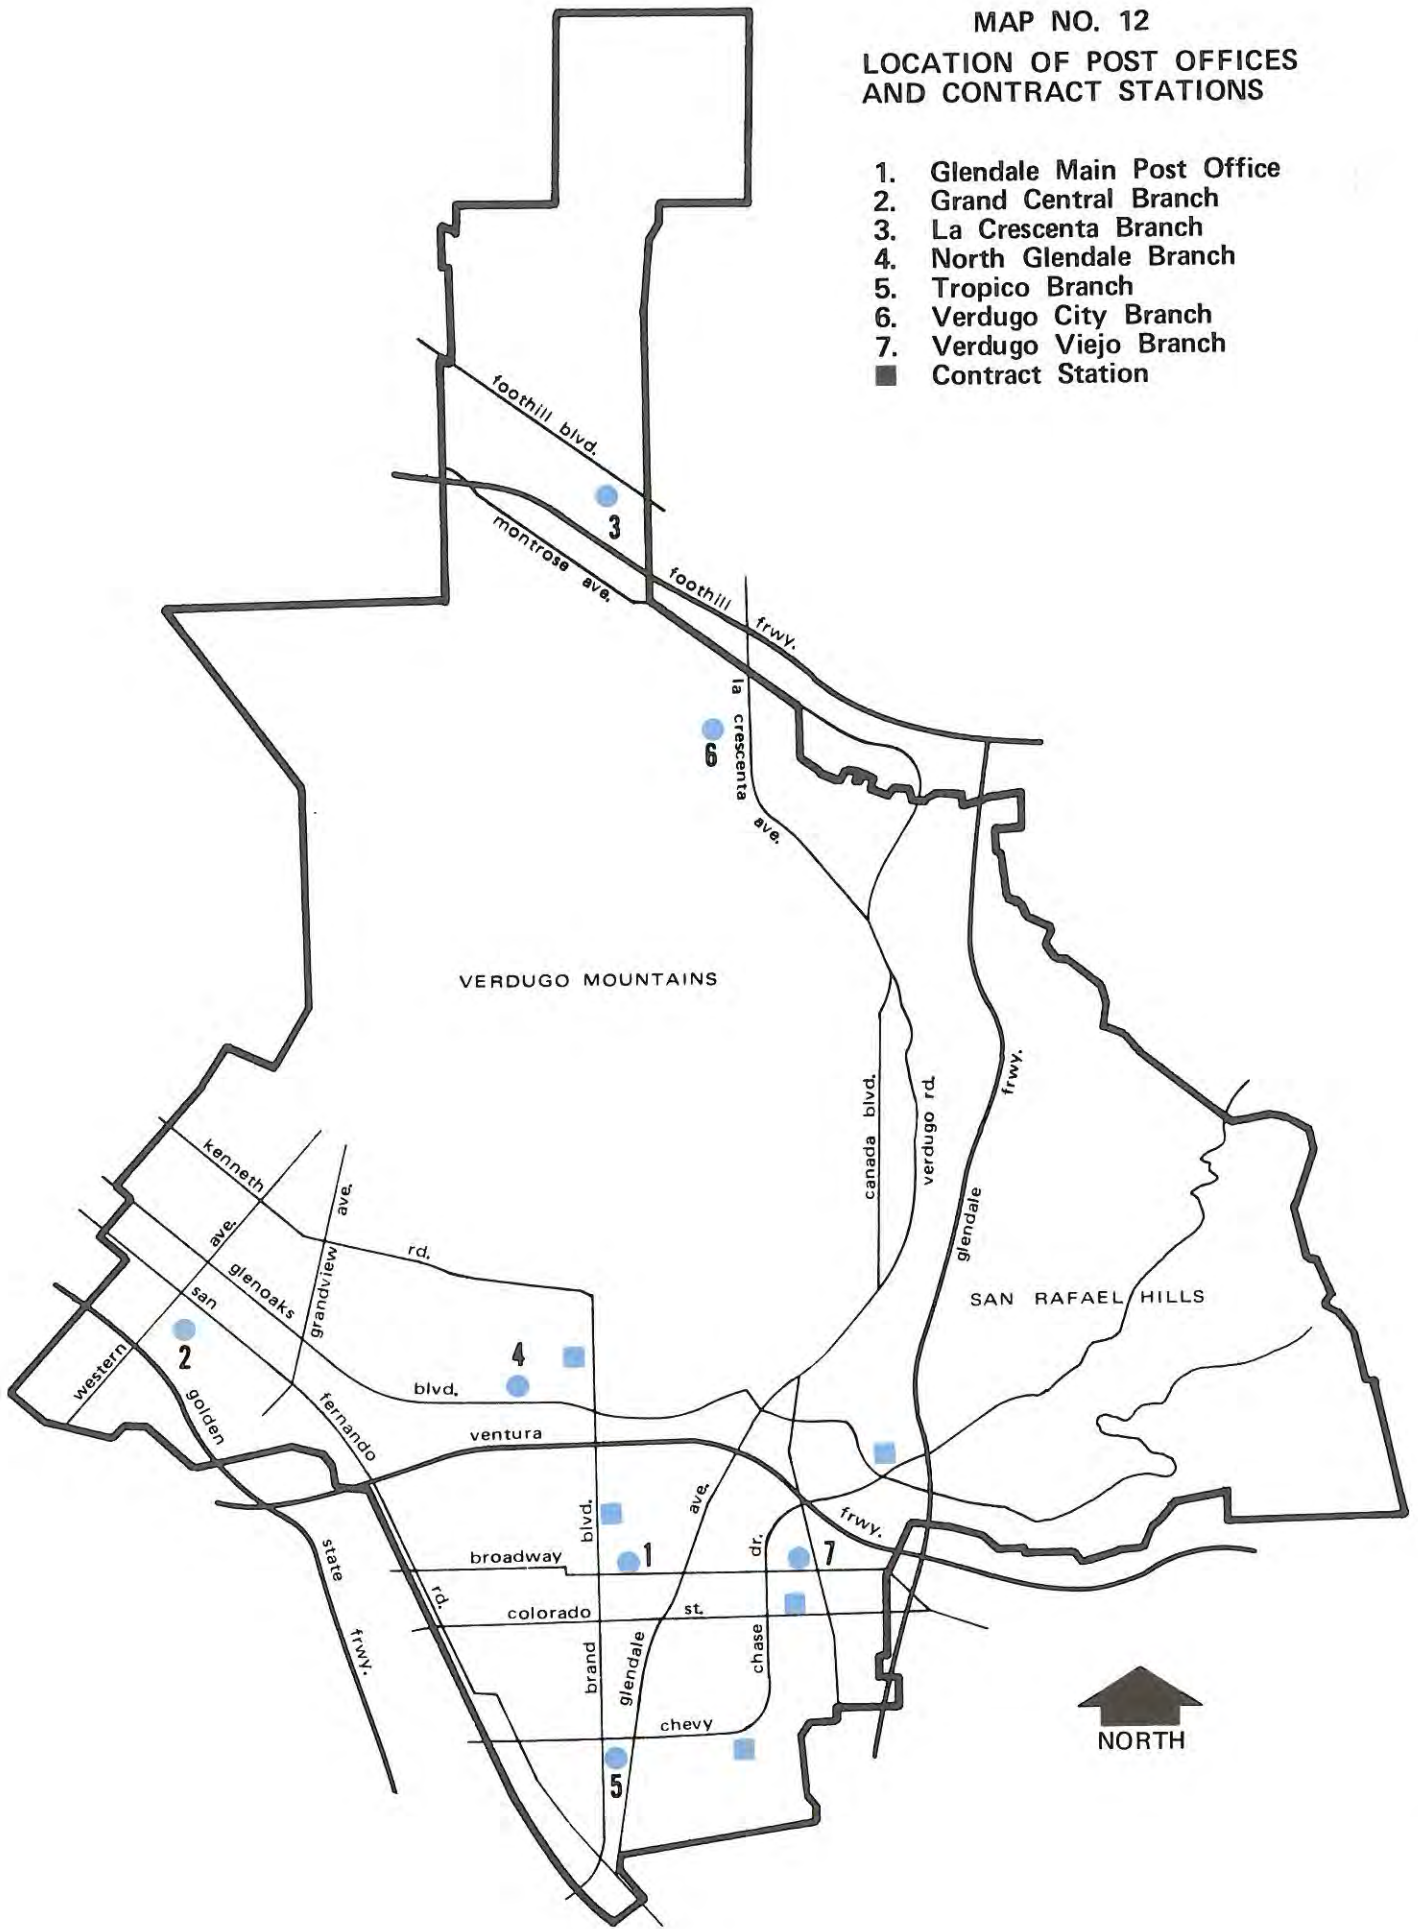 MAP NO. 12
LOCATION OF POST OFFICES
AND CONTRACT STATIONS
1. Glendale Main Post Office
2. Grand Central Branch
3. La Crescenta Branch
4. North Glendale Branch
5. Tropico Branch
6. Verdugo City Branch
7. Verdugo Viejo Branch
Contract Station
foothill blvd.
3
montrose ave.
foothill frwy.
la crescenta ave.
6
VERDUGO MOUNTAINS
canada blvd.
verdugo rd.
glendale frwy.
kenneth rd.
western ave.
grandview ave.
glenoaks blvd.
san fernando rd.
SAN RAFAEL HILLS
2
4
golden state frwy.
ventura frwy.
brand blvd.
glendale ave.
broadway
1
7
colorado st.
chevy chase dr.
5
NORTH